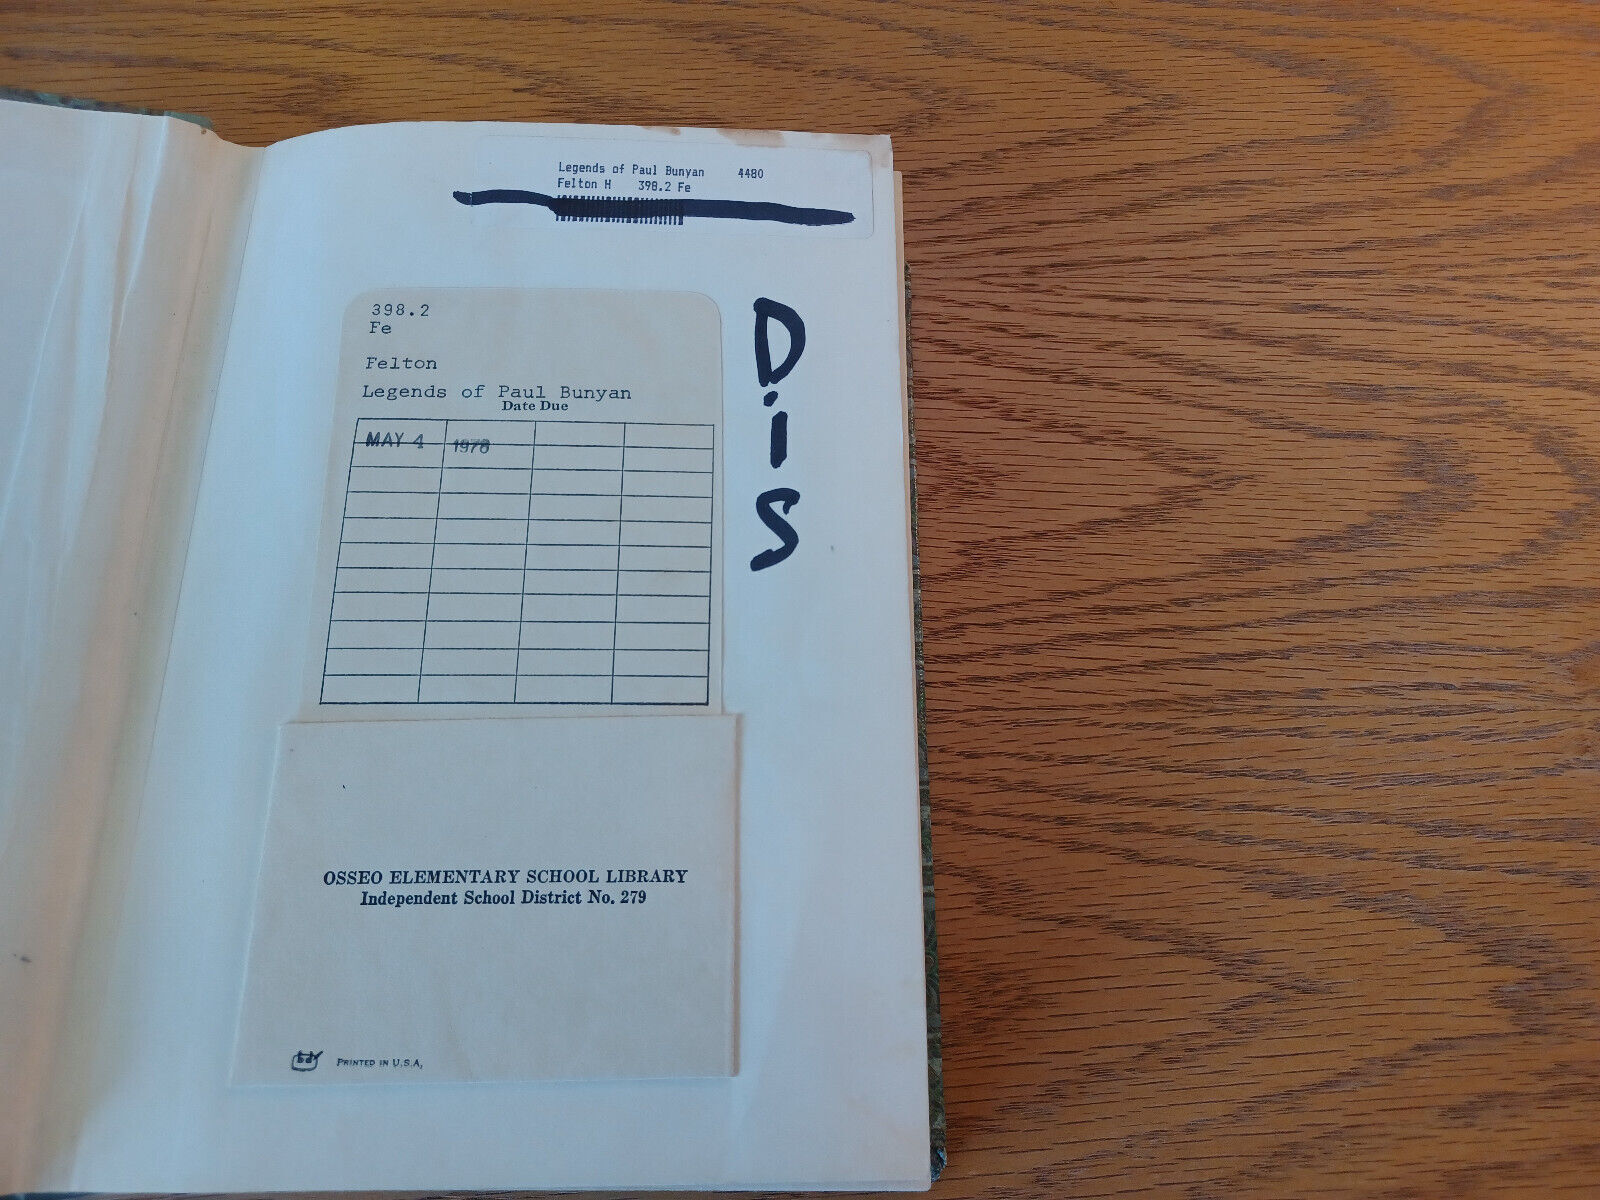 Legends of Paul Bunyan 4480
Felton H 398.2 Fe
DiS
398.2
Fe
Felton
Legends of Paul Bunyan
Date Due
MAY 4 1978
OSSEO ELEMENTARY SCHOOL LIBRARY
Independent School District No. 279
PRINTED IN U.S.A.